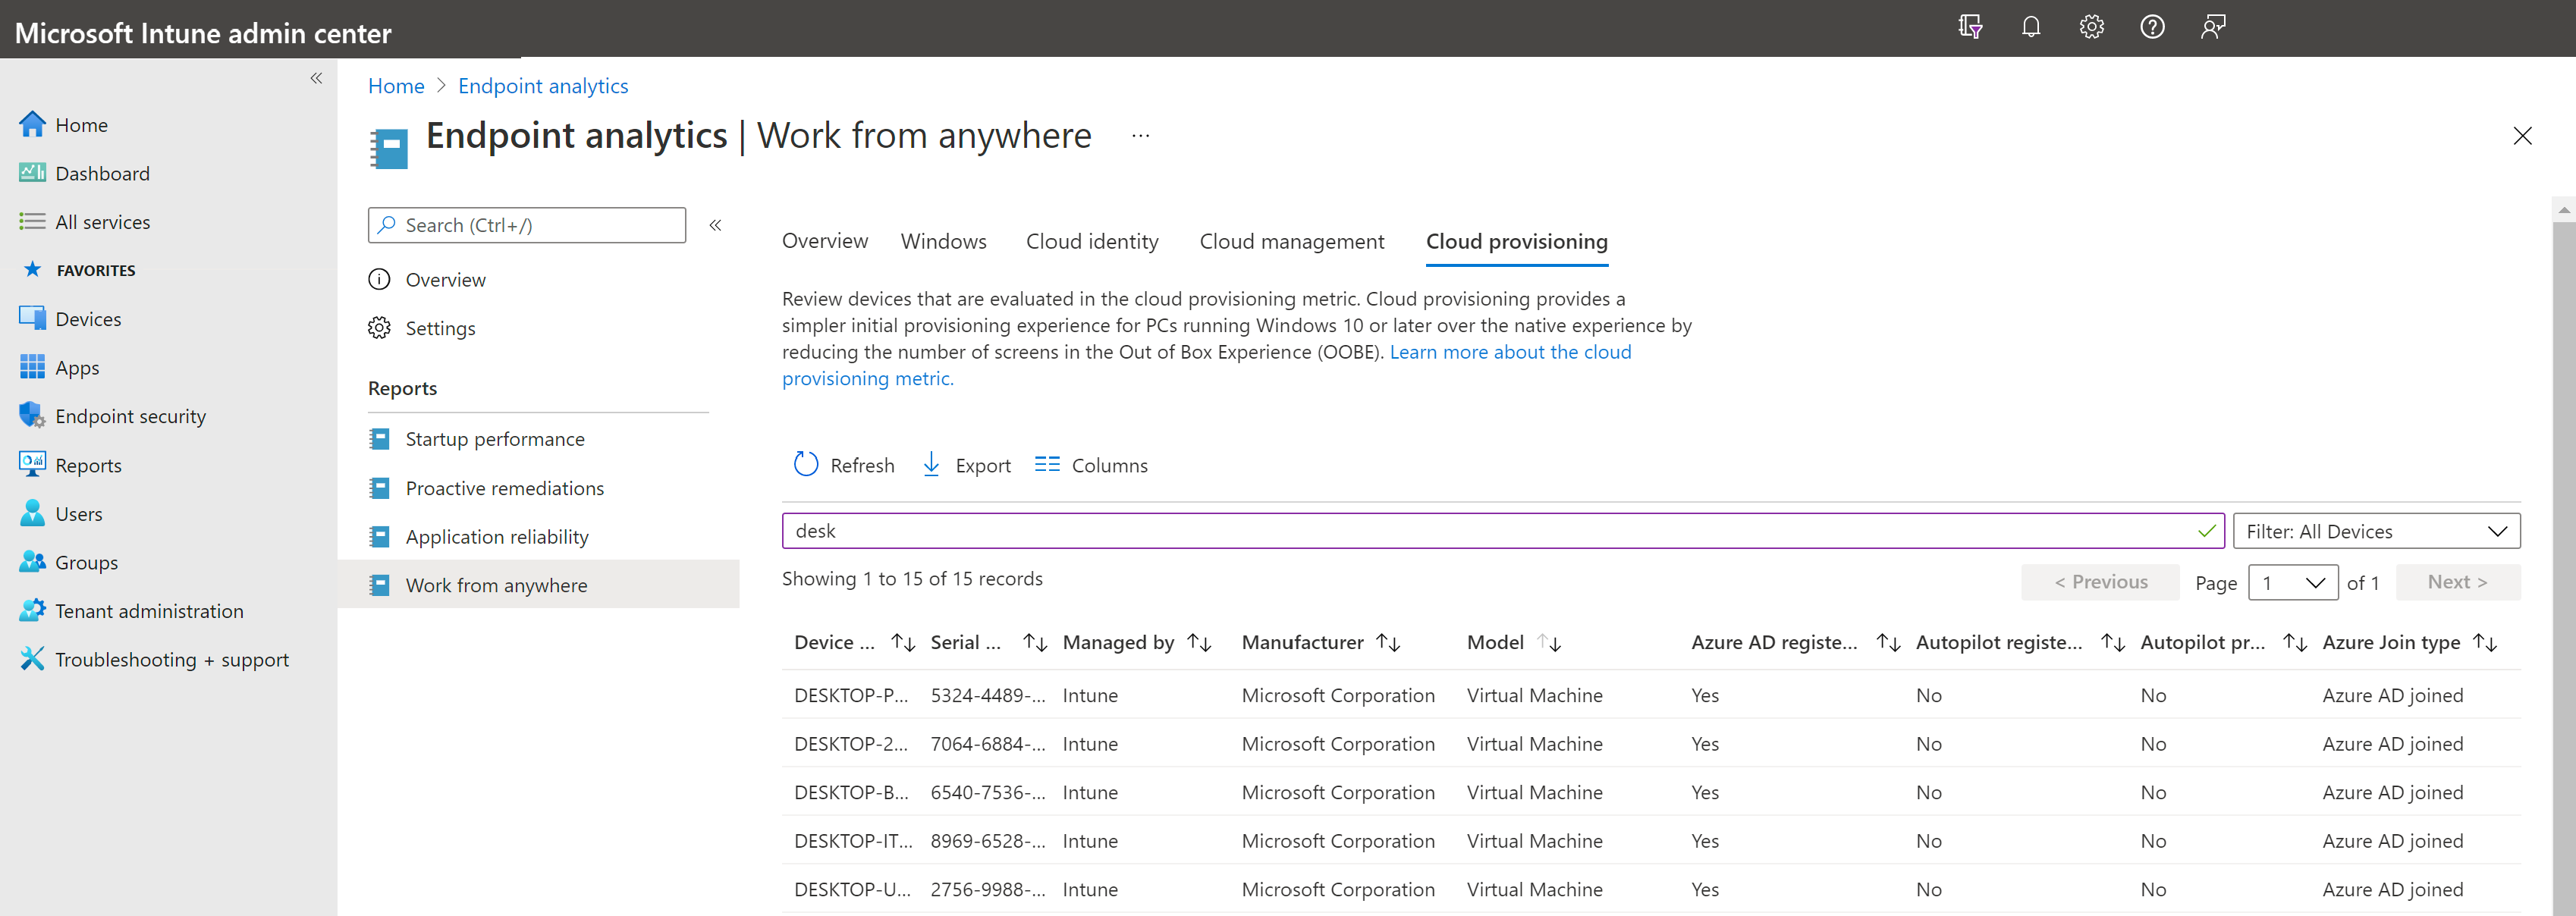 Microsoft Intune admin center
Home
Dashboard
All services
FAVORITES
Devices
Apps
Endpoint security
Reports
Users
Groups
Tenant administration
Troubleshooting + support
Home > Endpoint analytics
Endpoint analytics | Work from anywhere ...
Search (Ctrl+/)
Overview
Settings
Reports
Startup performance
Proactive remediations
Application reliability
Work from anywhere
Overview Windows Cloud identity Cloud management Cloud provisioning
Review devices that are evaluated in the cloud provisioning metric. Cloud provisioning provides a
simpler initial provisioning experience for PCs running Windows 10 or later over the native experience by
reducing the number of screens in the Out of Box Experience (OOBE). Learn more about the cloud
provisioning metric.
Refresh Export Columns
desk Filter: All Devices
Showing 1 to 15 of 15 records < Previous Page 1 of 1 Next >
Device ... Serial ... Managed by Manufacturer Model Azure AD registe... Autopilot registe... Autopilot pr... Azure Join type
DESKTOP-P... 5324-4489-... Intune Microsoft Corporation Virtual Machine Yes No No Azure AD joined
DESKTOP-2... 7064-6884-... Intune Microsoft Corporation Virtual Machine Yes No No Azure AD joined
DESKTOP-B... 6540-7536-... Intune Microsoft Corporation Virtual Machine Yes No No Azure AD joined
DESKTOP-IT... 8969-6528-... Intune Microsoft Corporation Virtual Machine Yes No No Azure AD joined
DESKTOP-U... 2756-9988-... Intune Microsoft Corporation Virtual Machine Yes No No Azure AD joined